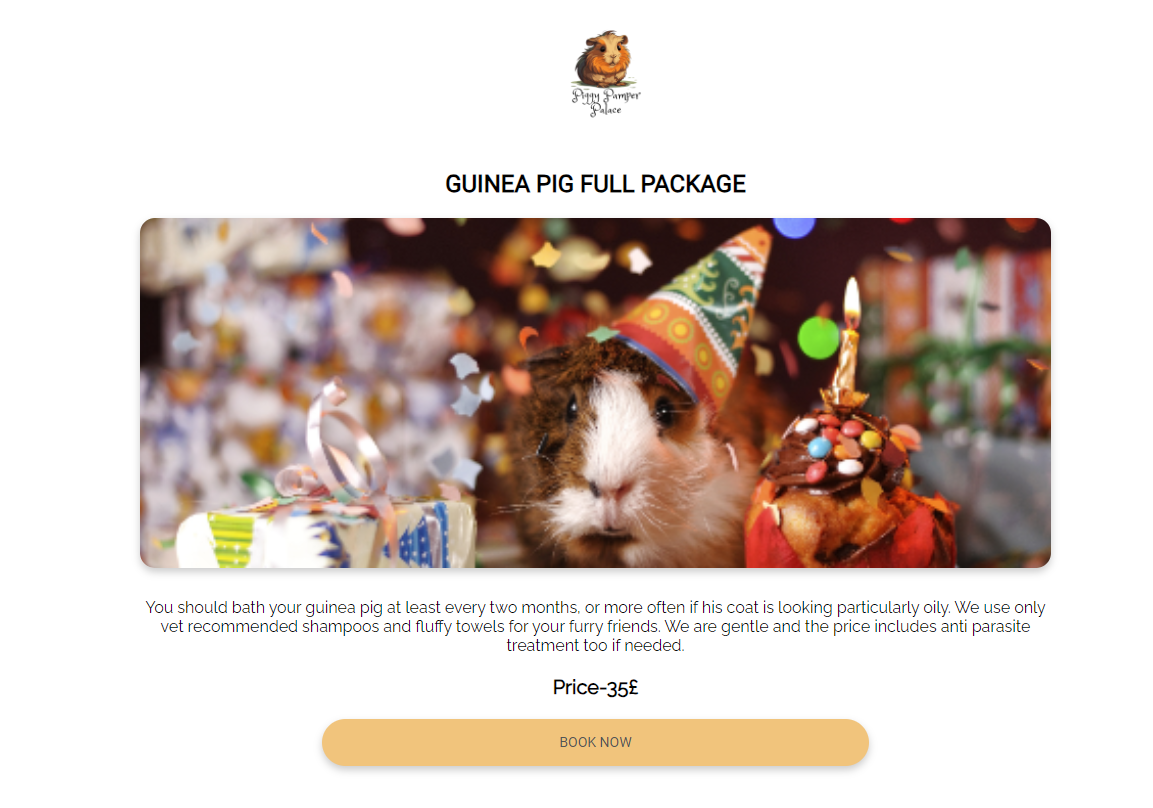 Piggy Pamper
Palace
GUINEA PIG FULL PACKAGE
You should bath your guinea pig at least every two months, or more often if his coat is looking particularly oily. We use only
vet recommended shampoos and fluffy towels for your furry friends. We are gentle and the price includes anti parasite
treatment too if needed.
Price-35£
BOOK NOW